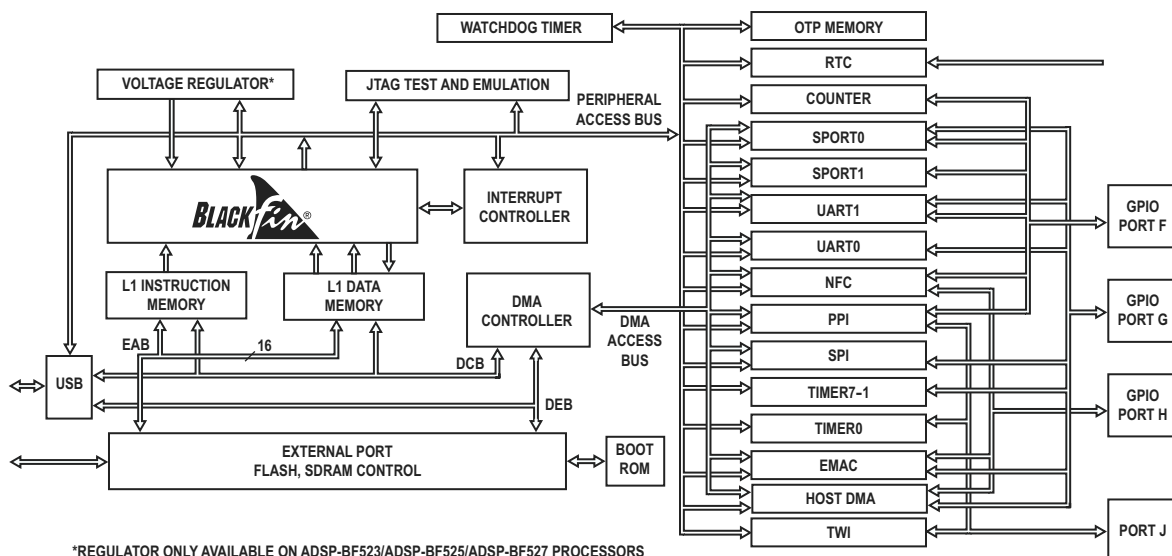 WATCHDOG TIMER
OTP MEMORY
VOLTAGE REGULATOR*
JTAG TEST AND EMULATION
PERIPHERAL
ACCESS BUS
RTC
COUNTER
SPORT0
SPORT1
BLACKfin®
INTERRUPT
CONTROLLER
UART1
GPIO
PORT F
UART0
L1 INSTRUCTION
MEMORY
L1 DATA
MEMORY
DMA
CONTROLLER
NFC
DMA
ACCESS
BUS
PPI
GPIO
PORT G
EAB
16
DCB
SPI
USB
TIMER7-1
GPIO
PORT H
DEB
TIMER0
EXTERNAL PORT
FLASH, SDRAM CONTROL
BOOT
ROM
EMAC
HOST DMA
TWI
PORT J
*REGULATOR ONLY AVAILABLE ON ADSP-BF523/ADSP-BF525/ADSP-BF527 PROCESSORS